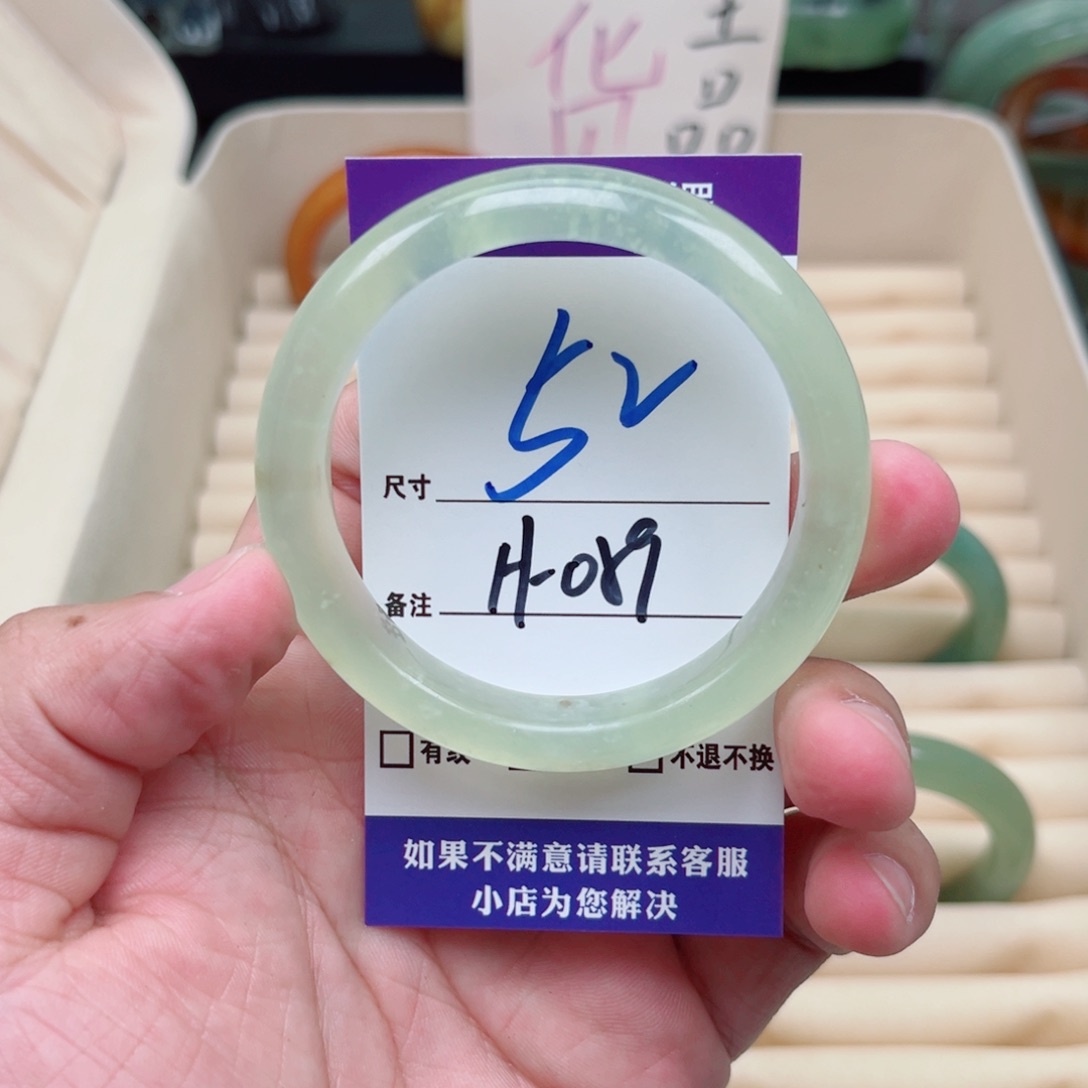 货
尺寸 52
备注 H-089
有纹
不退不换
如果不满意请联系客服
小店为您解决